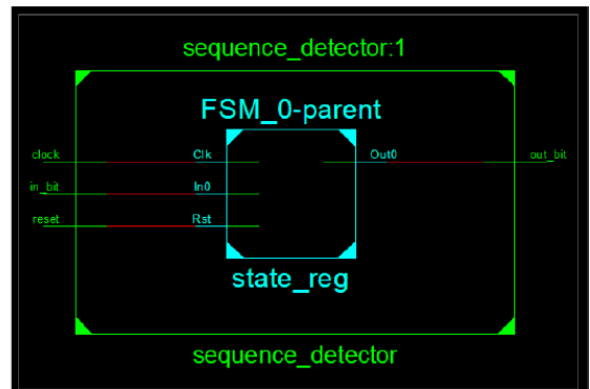 sequence_detector:1
FSM_0-parent
clock Clk Out0 out_bit
in_bit In0
reset Rst
state_reg
sequence_detector